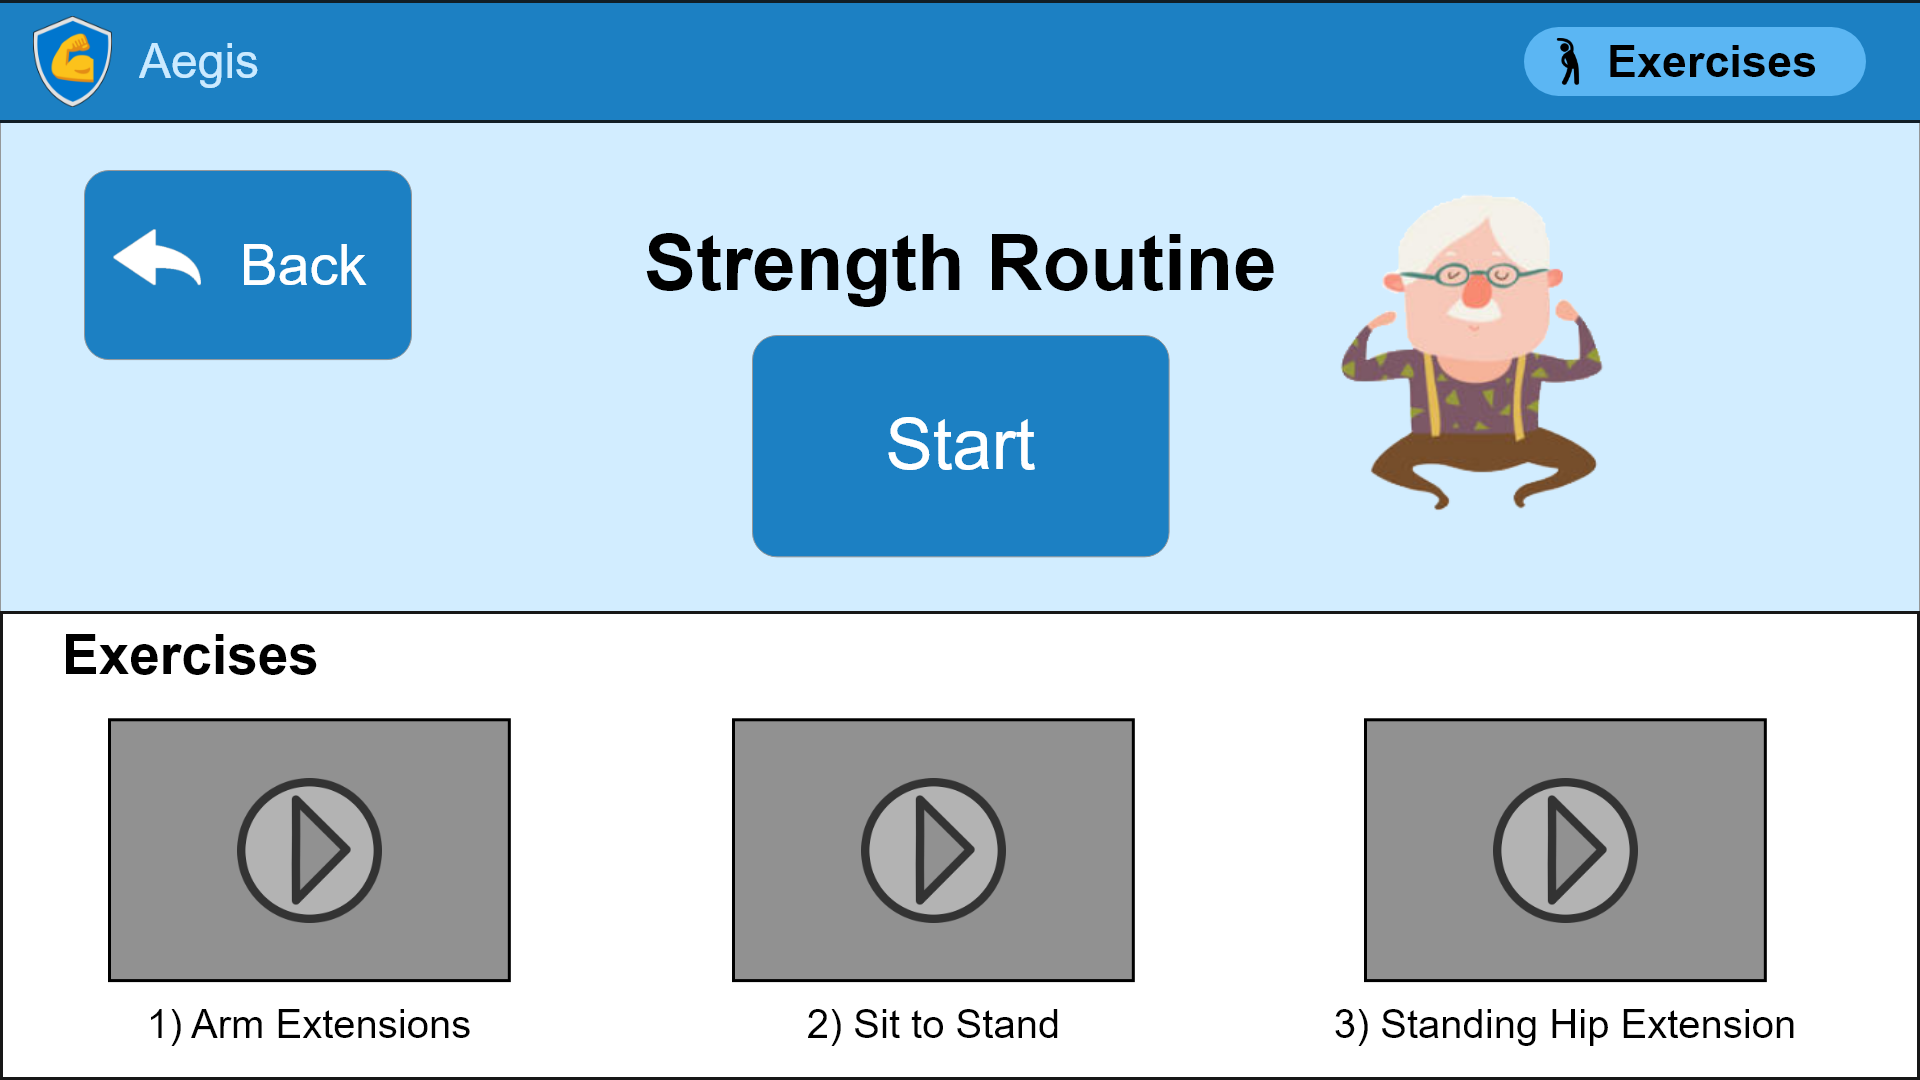 Aegis
Exercises
Back
Strength Routine
Start
Exercises
1) Arm Extensions
2) Sit to Stand
3) Standing Hip Extension